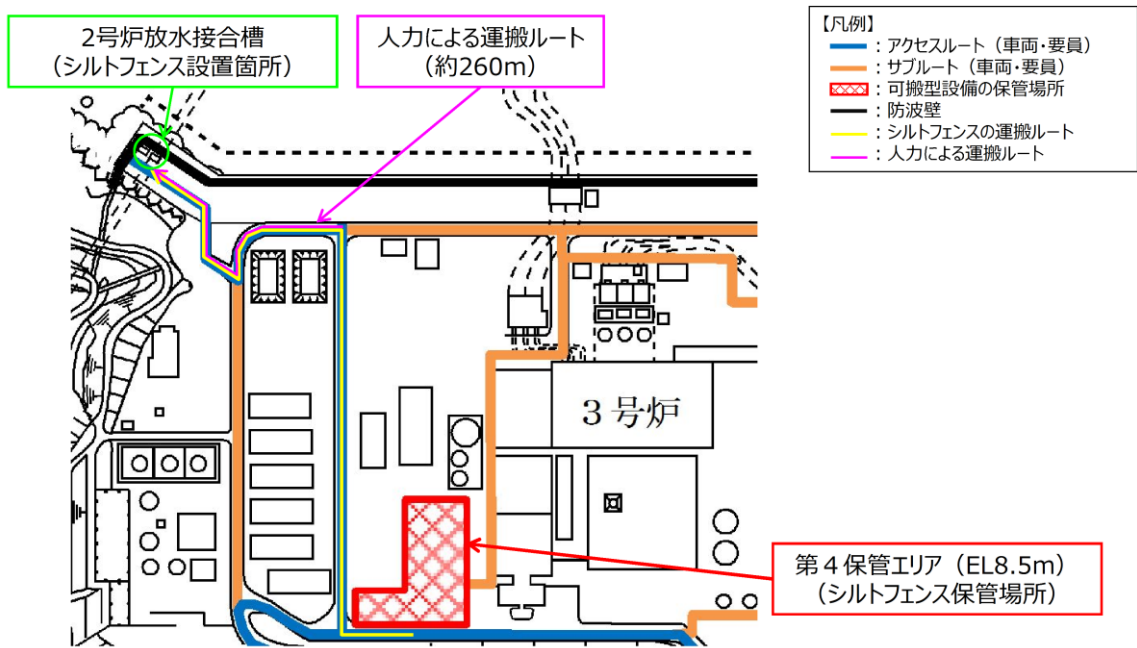 2号炉放水接合槽
（シルトフェンス設置箇所）
人力による運搬ルート
（約260m）
【凡例】
：アクセスルート（車両・要員）
：サブルート（車両・要員）
：可搬型設備の保管場所
：防波壁
：シルトフェンスの運搬ルート
：人力による運搬ルート
３号炉
第４保管エリア（EL8.5m）
（シルトフェンス保管場所）